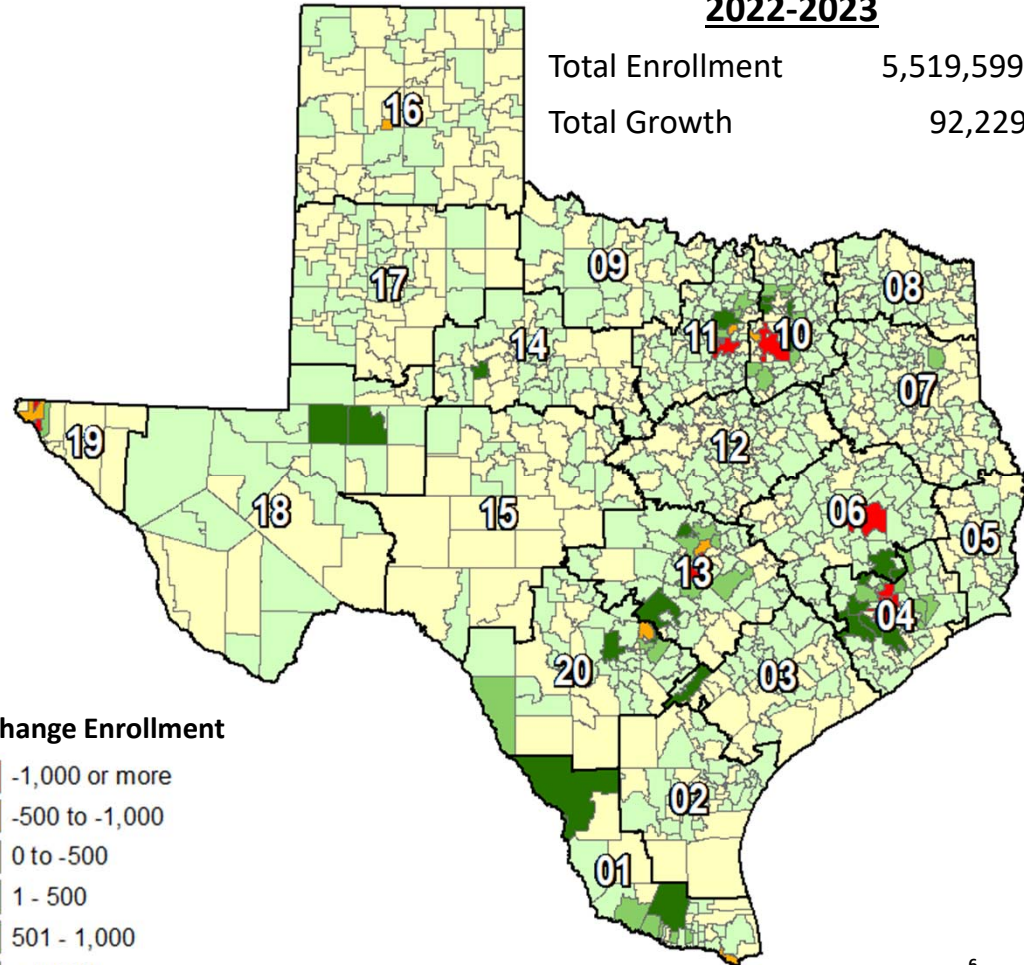 2022-2023
Total Enrollment 5,519,599
Total Growth 92,229
16
17
09
08
11
10
14
07
19
12
18
15
06
05
13
04
20
03
02
01
hange Enrollment
-1,000 or more
-500 to -1,000
0 to -500
1 - 500
501 - 1,000
6